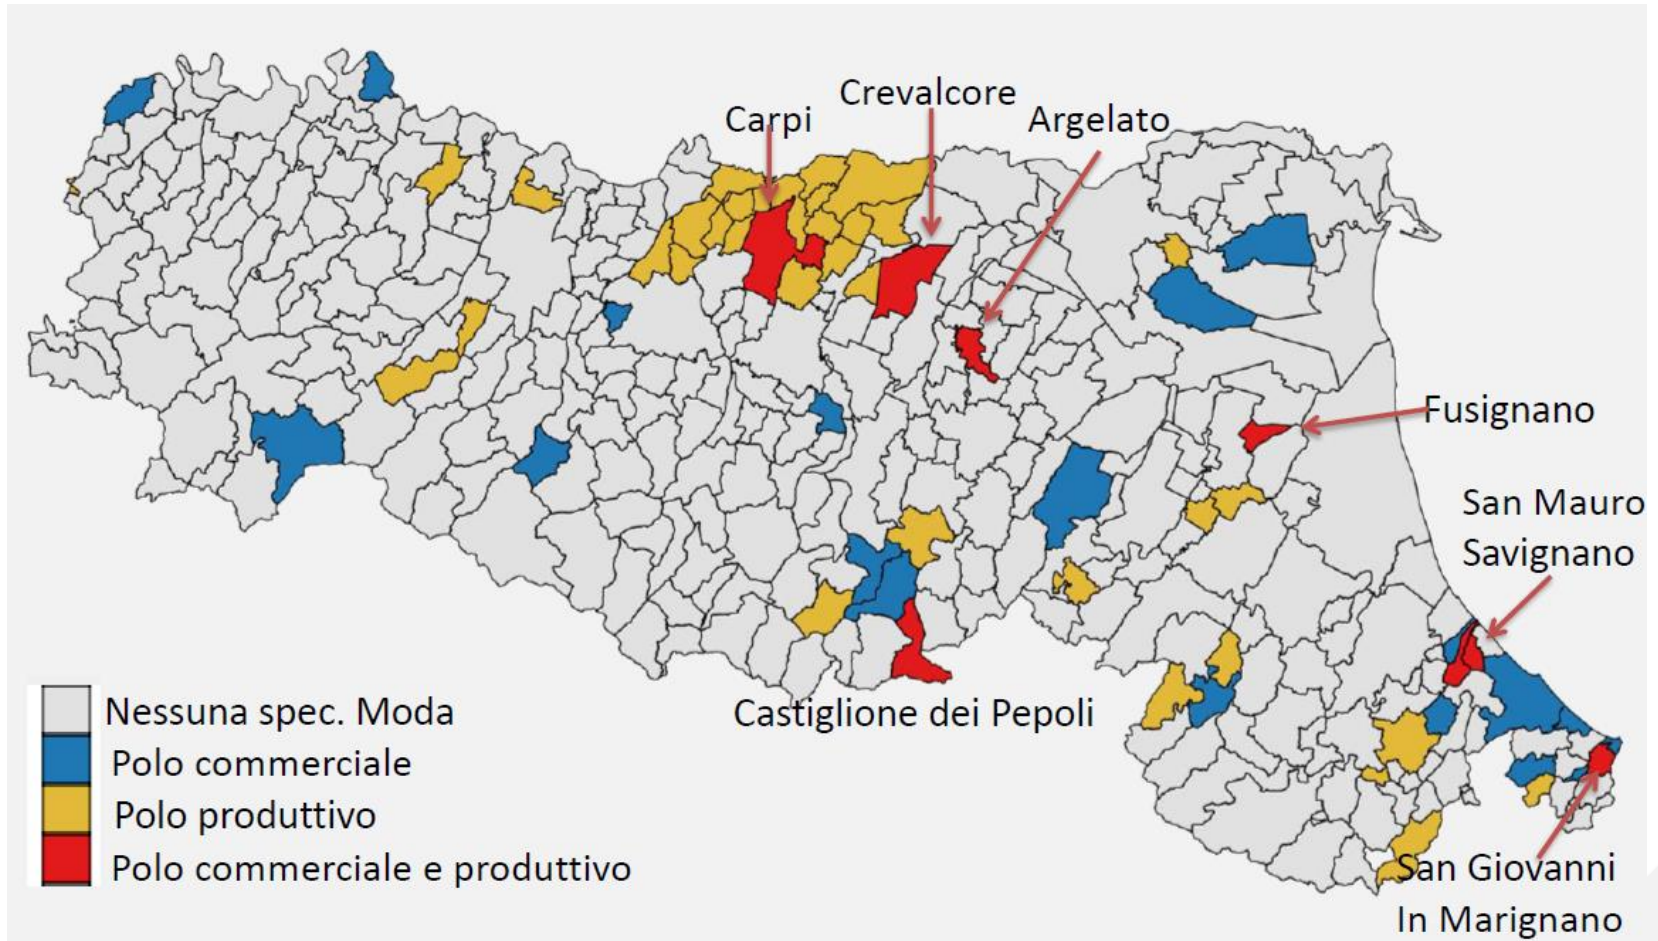 Crevalcore
Carpi
Argelato
Fusignano
San Mauro
Savignano
Castiglione dei Pepoli
Nessuna spec. Moda
Polo commerciale
Polo produttivo
Polo commerciale e produttivo
San Giovanni
In Marignano